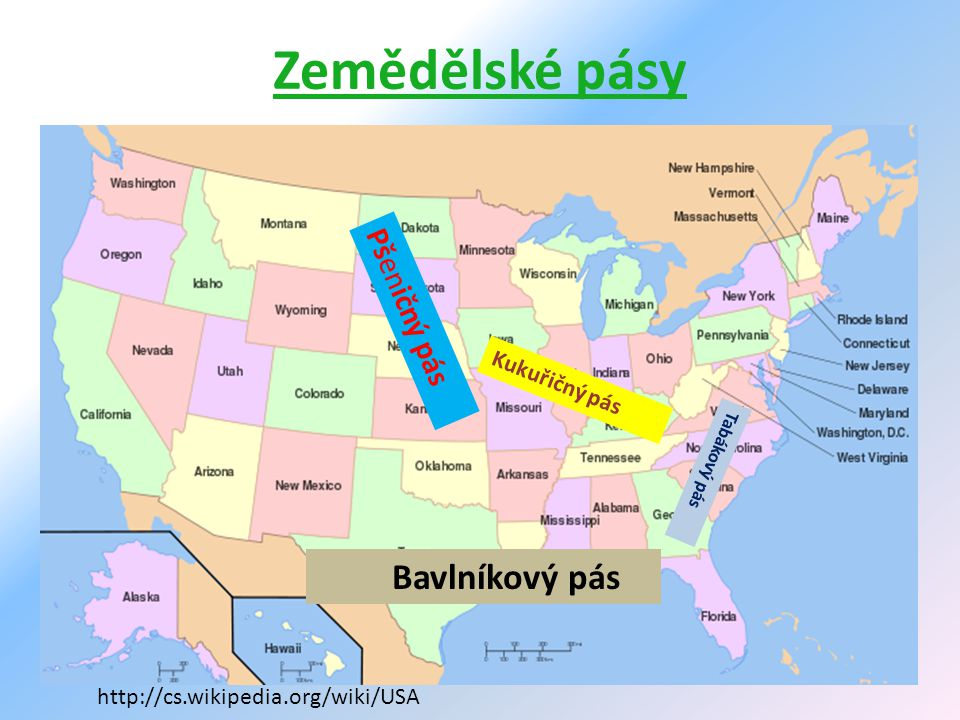 Zemědělské pásy
Washington
Oregon
California
Nevada
Idaho
Montana
Wyoming
Utah
Colorado
Arizona
New Mexico
Dakota
Minnesota
Wisconsin
Michigan
Iowa
Indiana
Ohio
Pennsylvania
New York
Maine
New Hampshire
Vermont
Massachusetts
Rhode Island
Connecticut
New Jersey
Delaware
Maryland
Washington, D.C.
West Virginia
Missouri
Oklahoma
Arkansas
Tennessee
Mississippi
Alabama
Florida
Alaska
Hawaii
Pšeničný pás
Kukuřičný pás
Tabákový pás
Bavlníkový pás
http://cs.wikipedia.org/wiki/USA